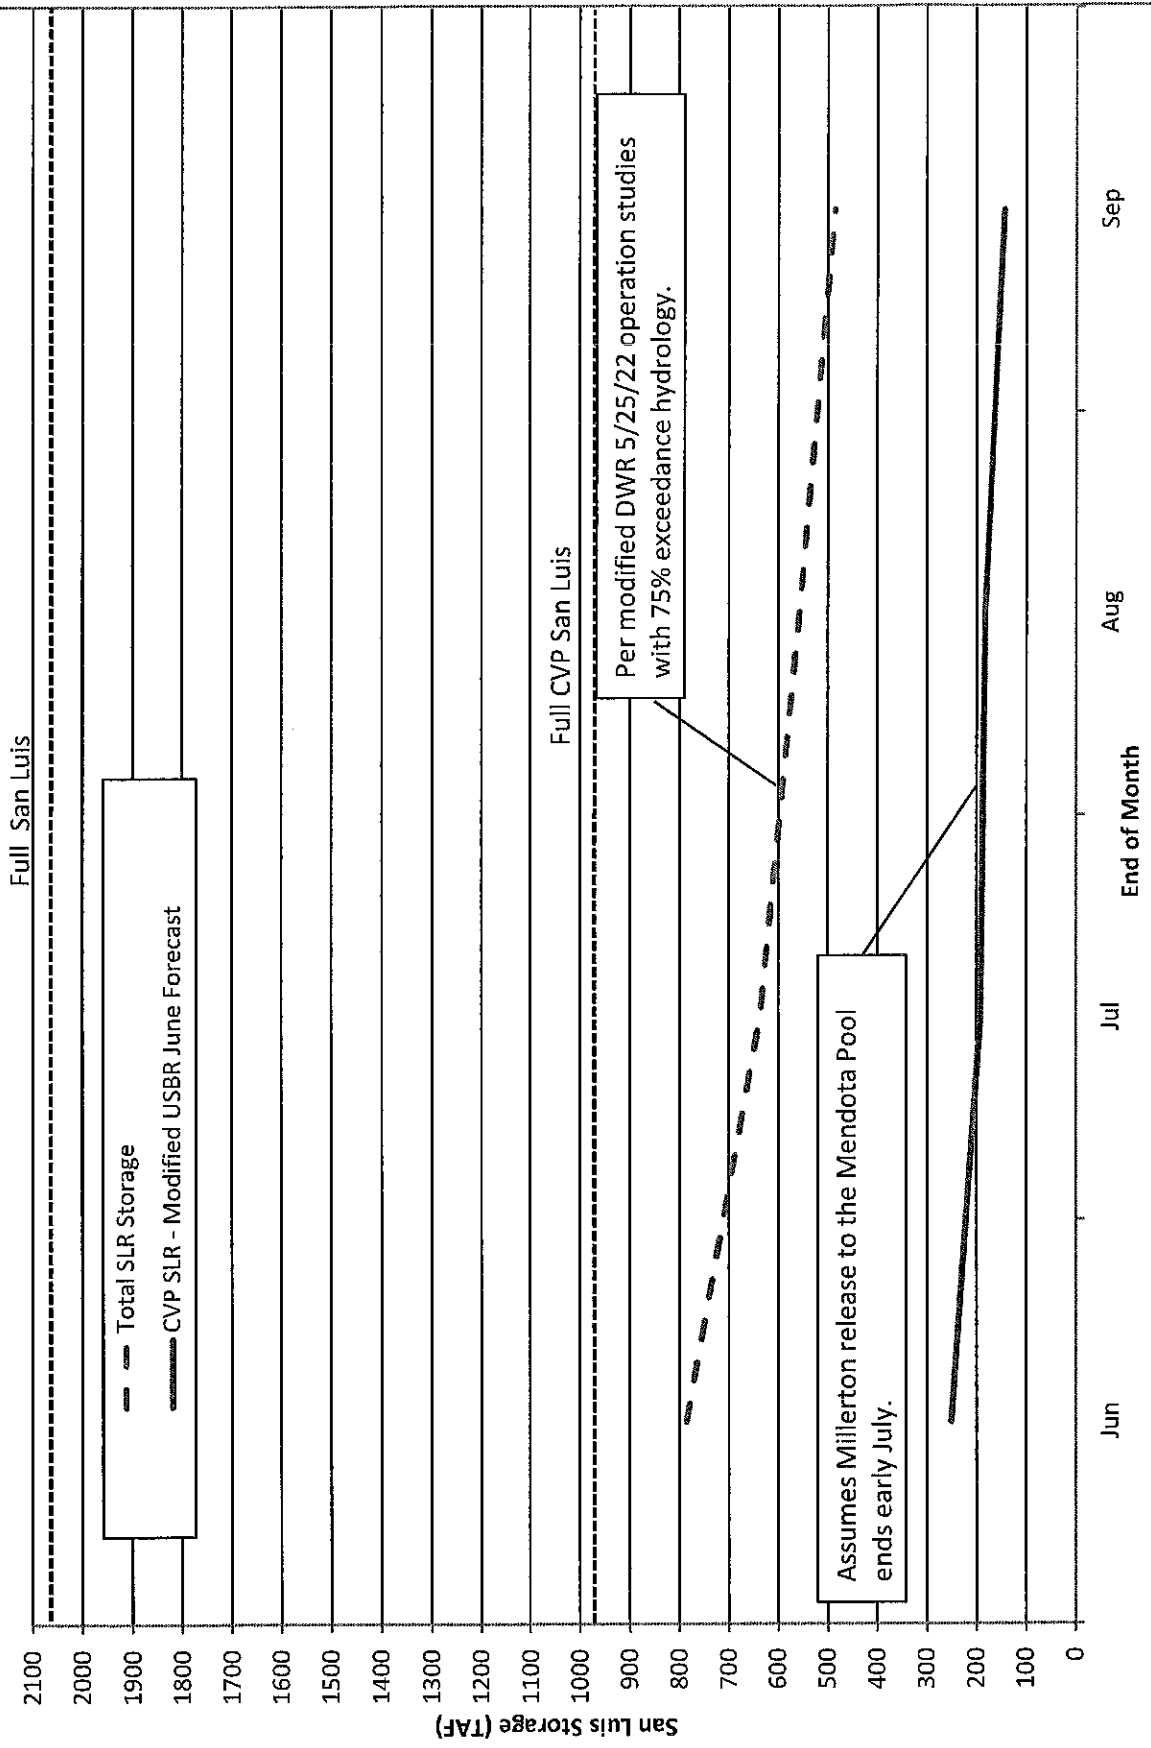 Full San Luis
Total SLR Storage
CVP SLR - Modified USBR June Forecast
Full CVP San Luis
Per modified DWR 5/25/22 operation studies
with 75% exceedance hydrology.
Assumes Millerton release to the Mendota Pool
ends early July.
San Luis Storage (TAF)
2100
2000
1900
1800
1700
1600
1500
1400
1300
1200
1100
1000
900
800
700
600
500
400
300
200
100
0
Jun
Jul
Aug
Sep
End of Month